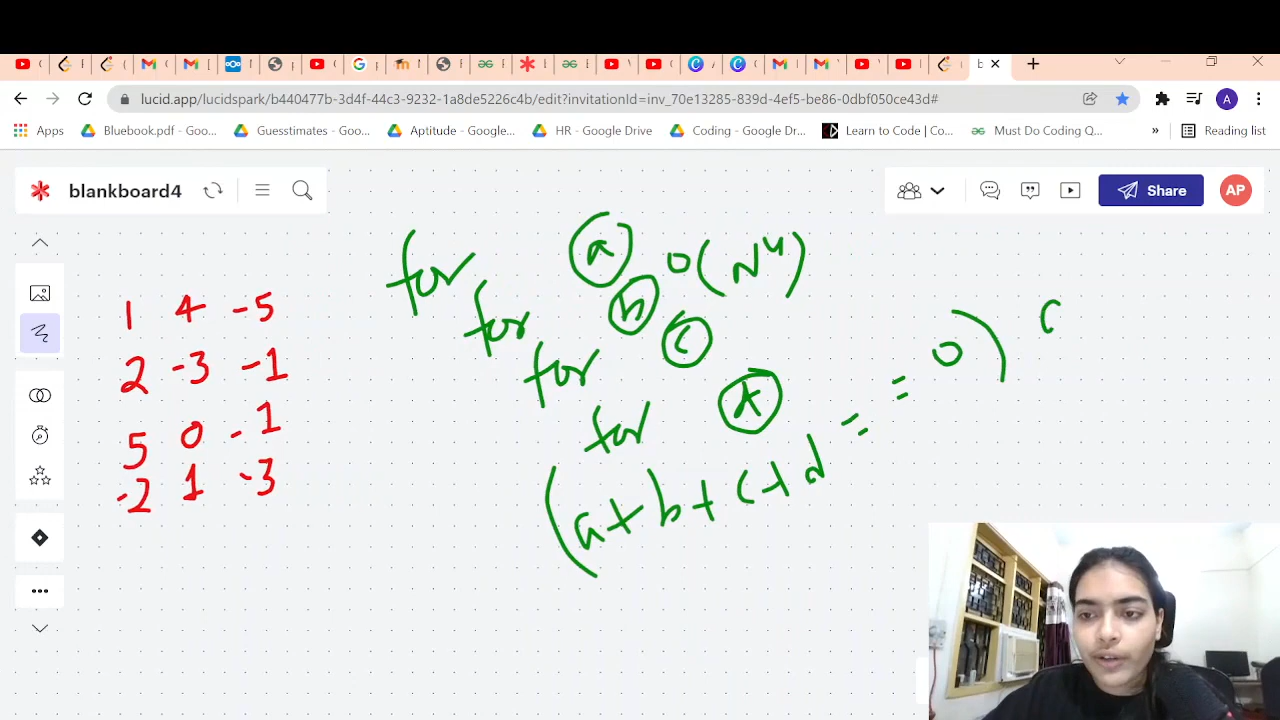 lucid.app/lucidspark/b440477b-3d4f-44c3-9232-1a8de5226c4b/edit?invitationId=inv_70e13285-839d-4ef5-be86-0dbf050ce43d#
A
Apps
Bluebook.pdf - Goo...
Guesstimates - Goo...
Aptitude - Google...
HR - Google Drive
Coding - Google Dr...
Learn to Code | Co...
Must Do Coding Q...
»
Reading list
blankboard4
Share
AP
for a O(N^4)
for b
for c
for d
(a+b+c+d == 0) c
1 4 -5
2 -3 -1
5 0 -1
-2 1 -3